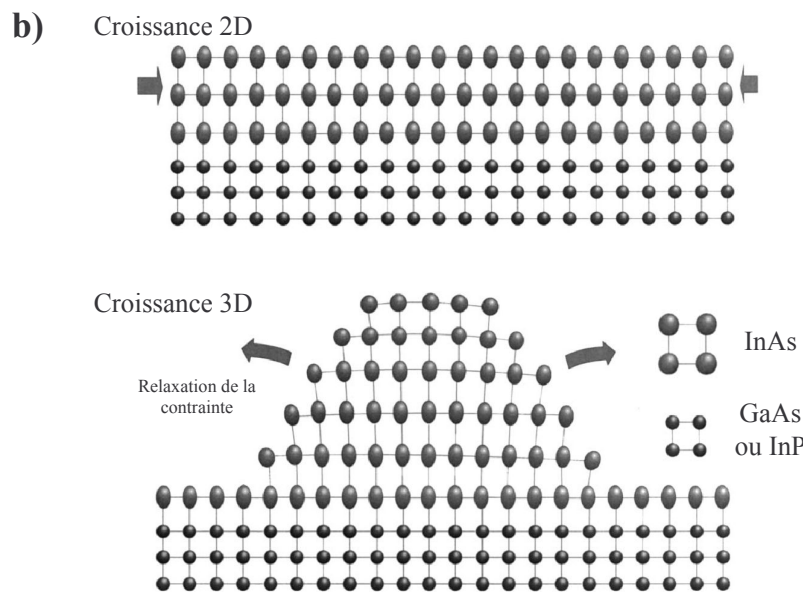 b)
Croissance 2D
Croissance 3D
Relaxation de la
contrainte
InAs
GaAs
ou InP